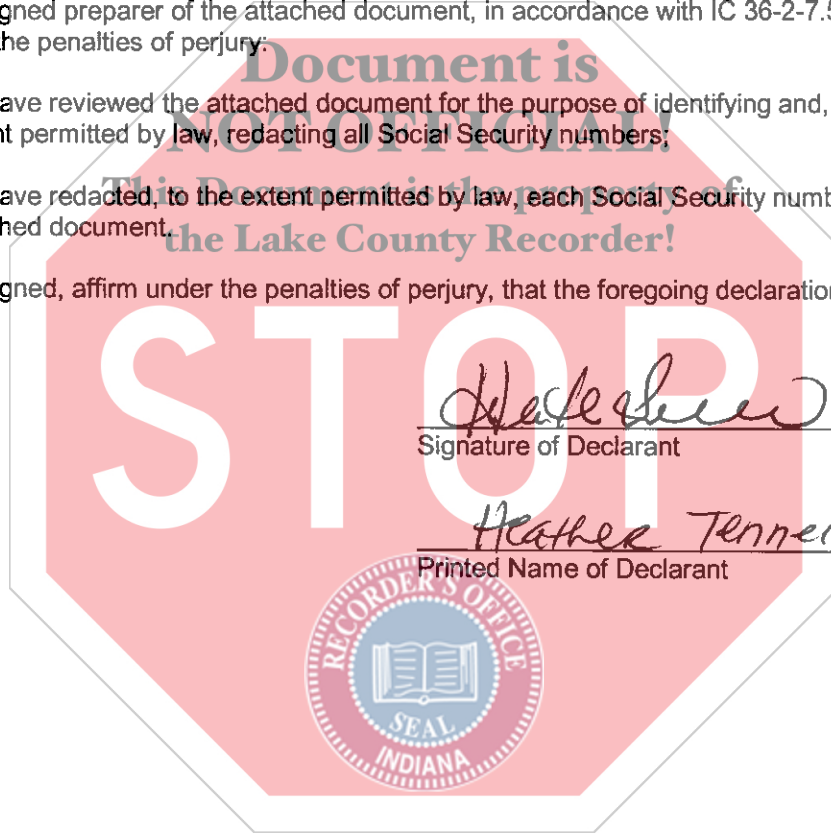 gned preparer of the attached document, in accordance with IC 36-2-7.5
he penalties of perjury:
Document is
ave reviewed the attached document for the purpose of identifying and,
nt permitted by law, redacting all Social Security numbers;
NOT OFFICIAL!
ave redacted, to the extent permitted by law, each Social Security numb
This Document is the property of
hed document.
the Lake County Recorder!
gned, affirm under the penalties of perjury, that the foregoing declaration
STOP
Signature of Declarant
Heather Tenne
Printed Name of Declarant
RECORDER'S OFFICE
SEAL
INDIANA